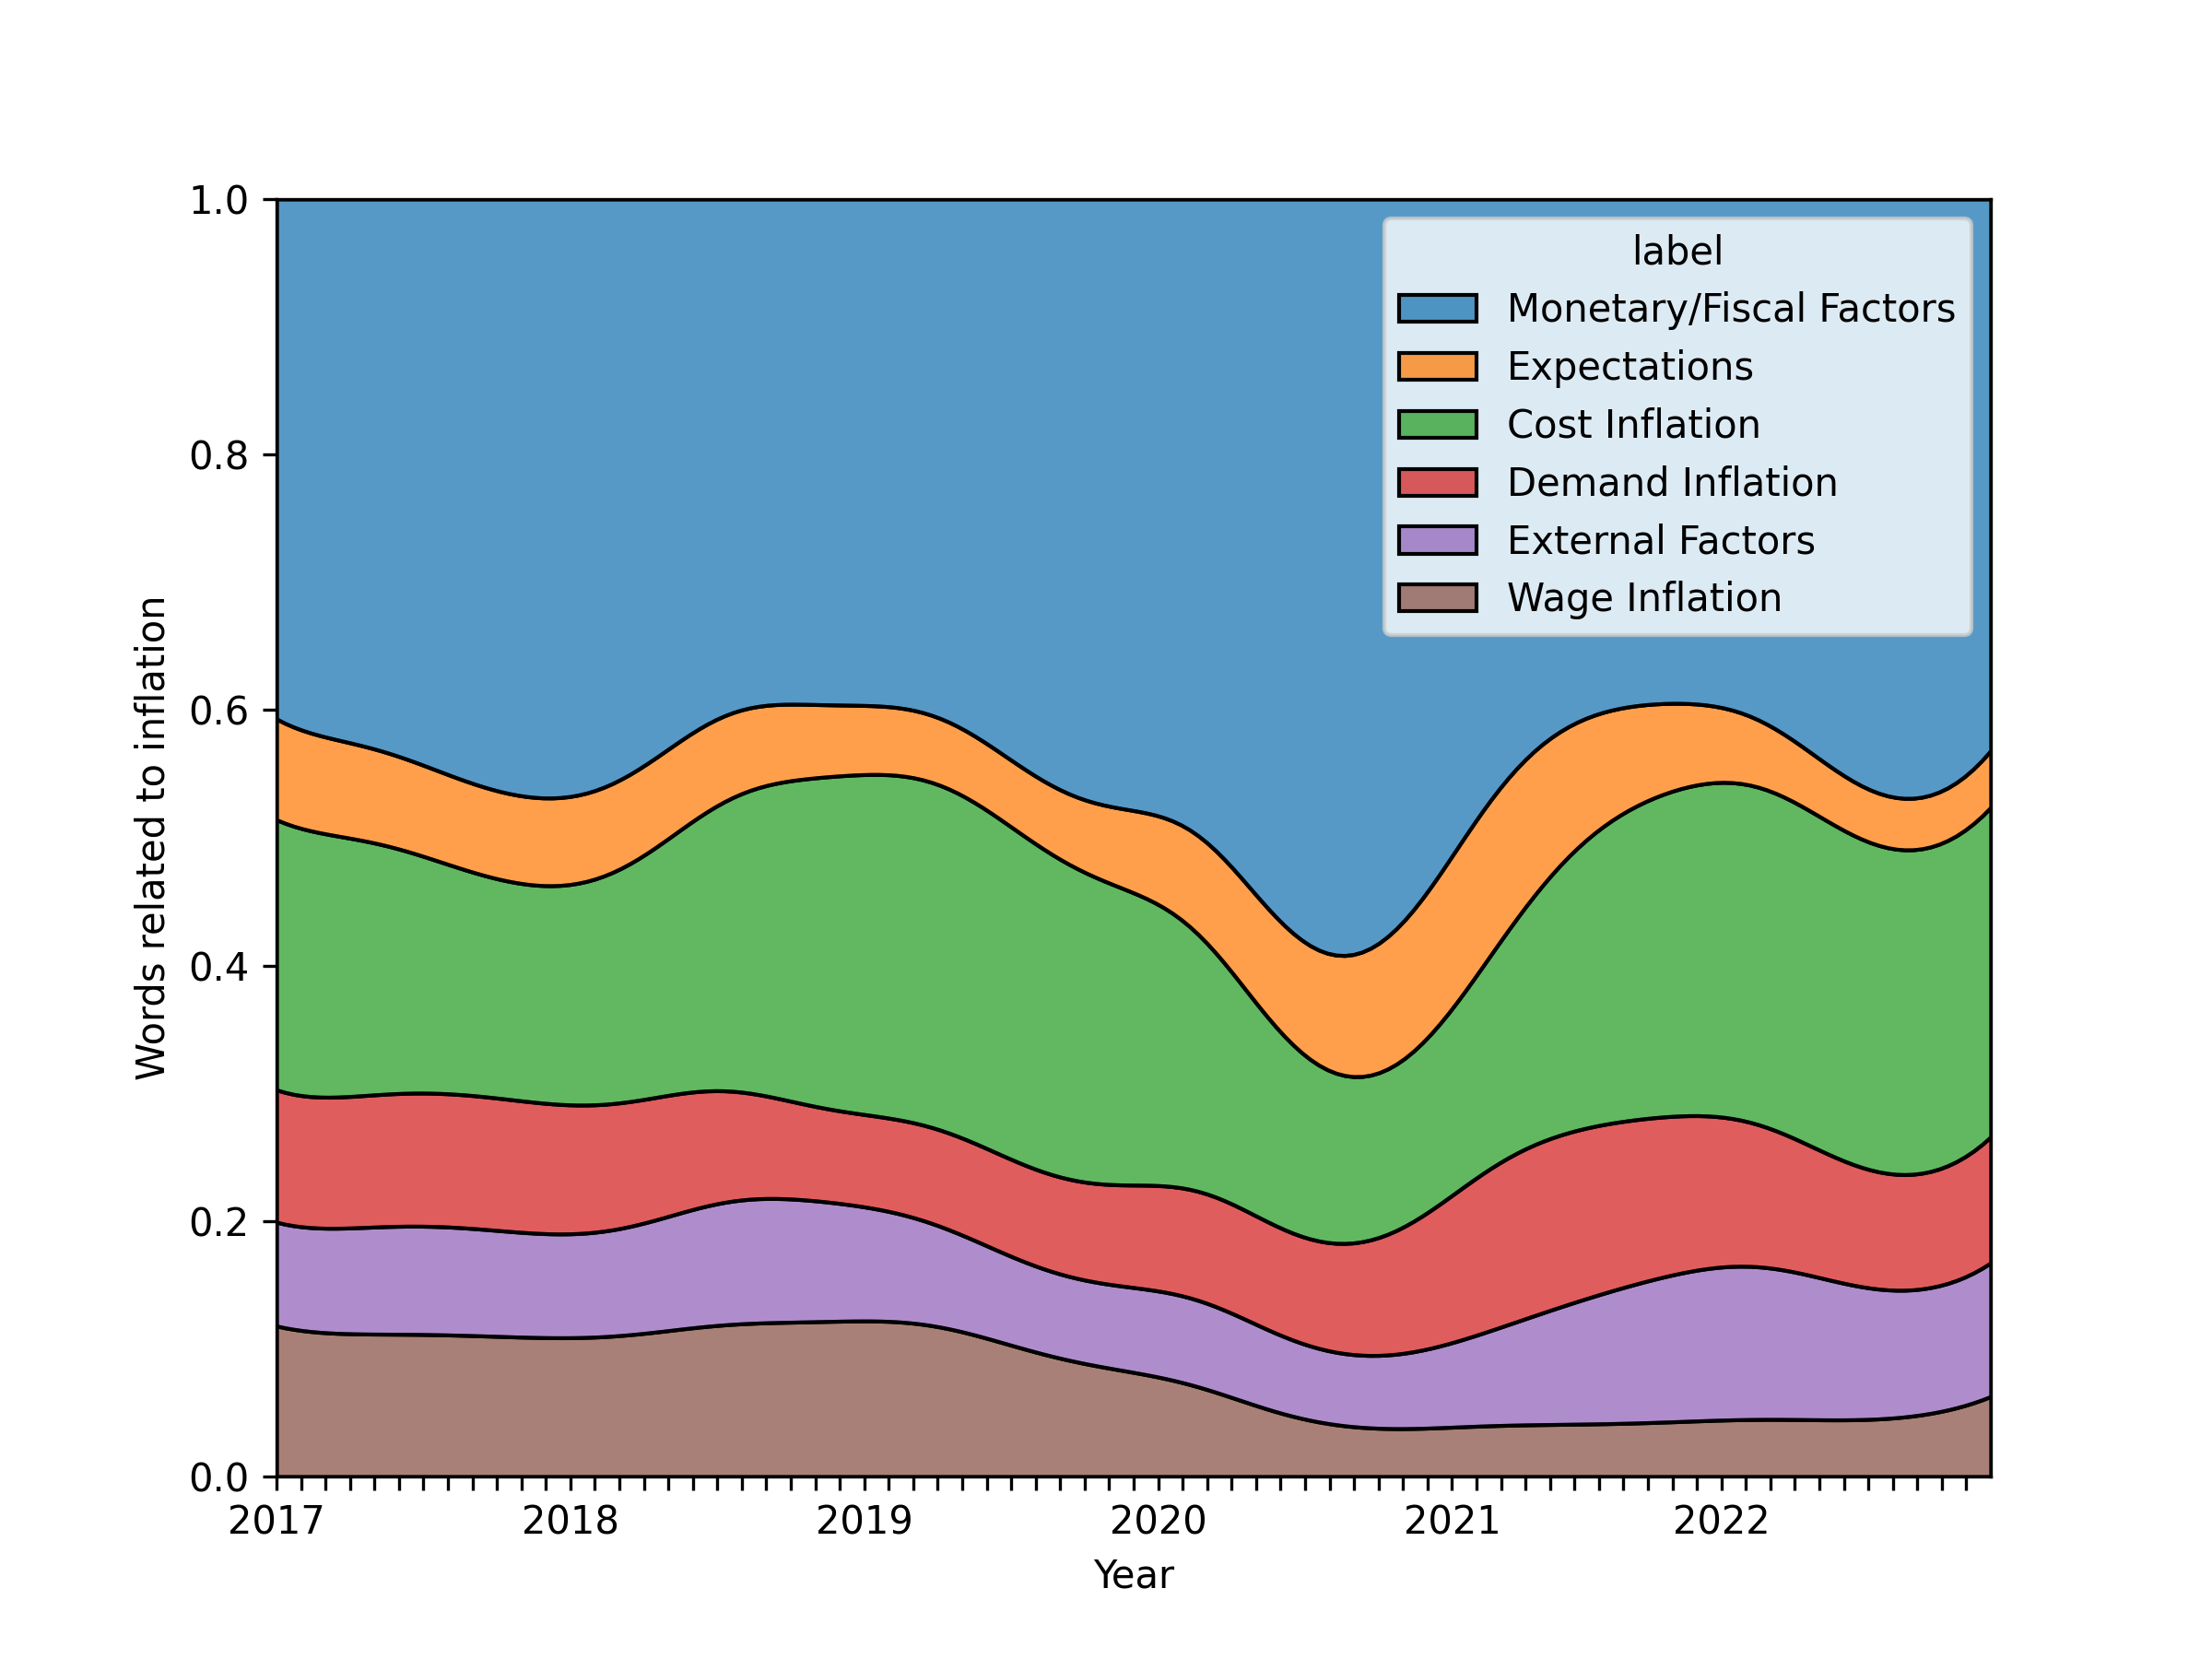 1.0
0.8
0.6
0.4
0.2
0.0
Words related to inflation
label
Monetary/Fiscal Factors
Expectations
Cost Inflation
Demand Inflation
External Factors
Wage Inflation
2017 2018 2019 2020 2021 2022
Year